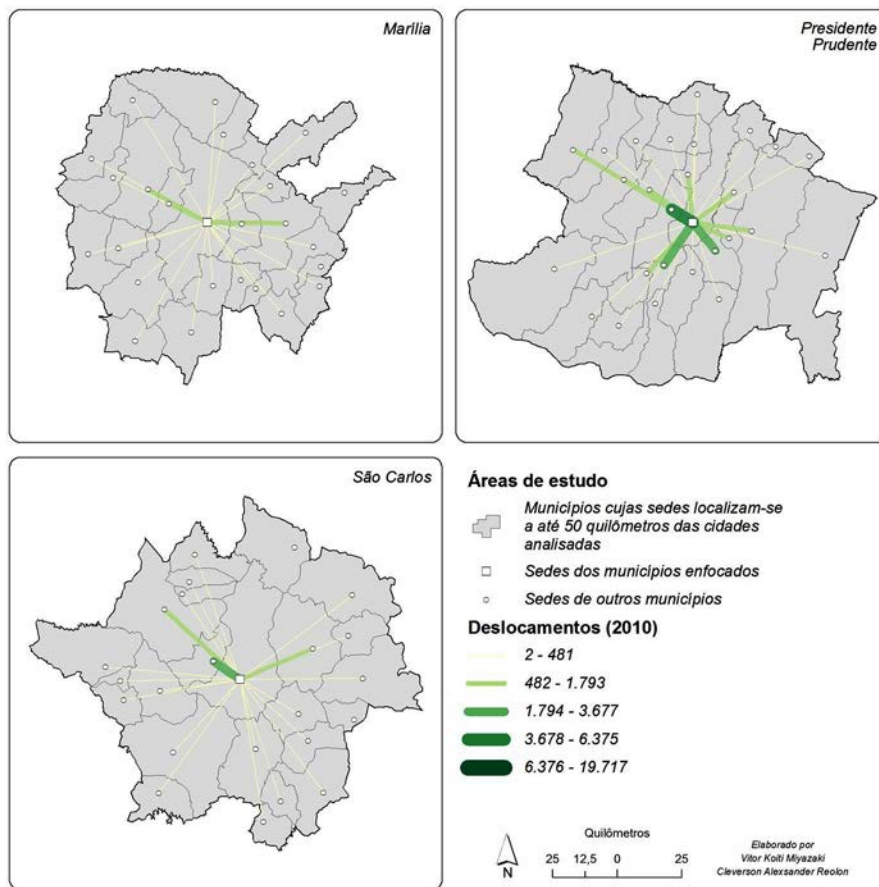 Marília
Presidente
Prudente
São Carlos
Áreas de estudo
Municípios cujas sedes localizam-se
a até 50 quilômetros das cidades
analisadas
Sedes dos municípios enfocados
Sedes de outros municípios
Deslocamentos (2010)
2 - 481
482 - 1.793
1.794 - 3.677
3.678 - 6.375
6.376 - 19.717
Quilômetros
25 12,5 0 25
N
Elaborado por
Vitor Koiti Miyazaki
Cleverson Alexsander Reolon